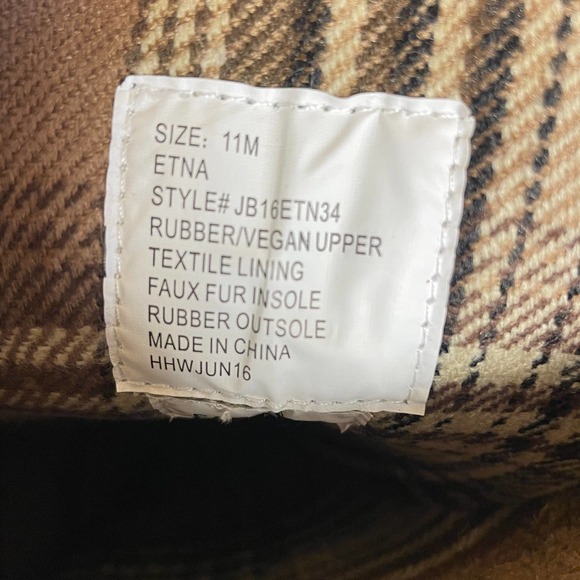 SIZE: 11M
ETNA
STYLE# JB16ETN34
RUBBER/VEGAN UPPER
TEXTILE LINING
FAUX FUR INSOLE
RUBBER OUTSOLE
MADE IN CHINA
HHWJUN16